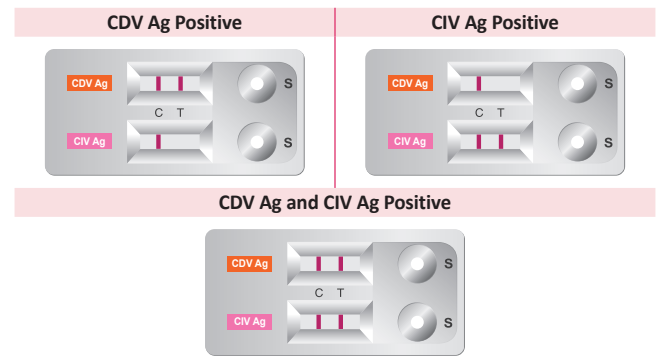 CDV Ag Positive
CDV Ag
S
C T
CIV Ag
S
CIV Ag Positive
CDV Ag
S
C T
CIV Ag
S
CDV Ag and CIV Ag Positive
CDV Ag
S
C T
CIV Ag
S